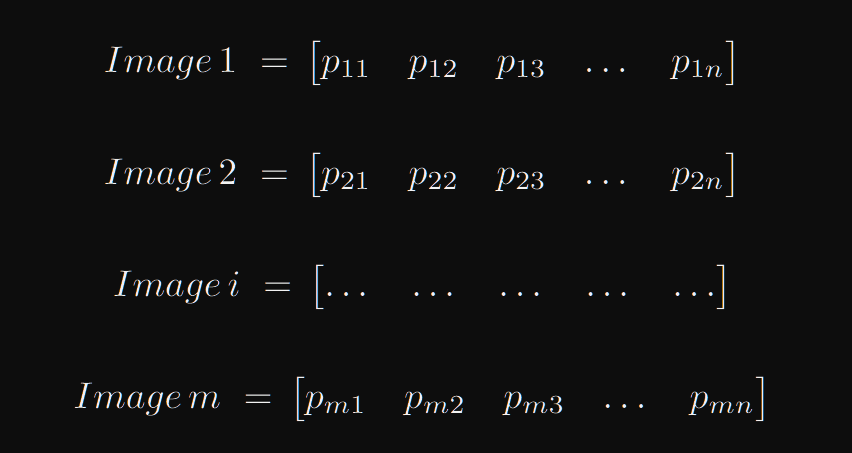 Image 1 = [p₁₁ p₁₂ p₁₃ … p₁ₙ]
Image 2 = [p₂₁ p₂₂ p₂₃ … p₂ₙ]
Image i = [… … … … …]
Image m = [pₘ₁ pₘ₂ pₘ₃ … pₘₙ]